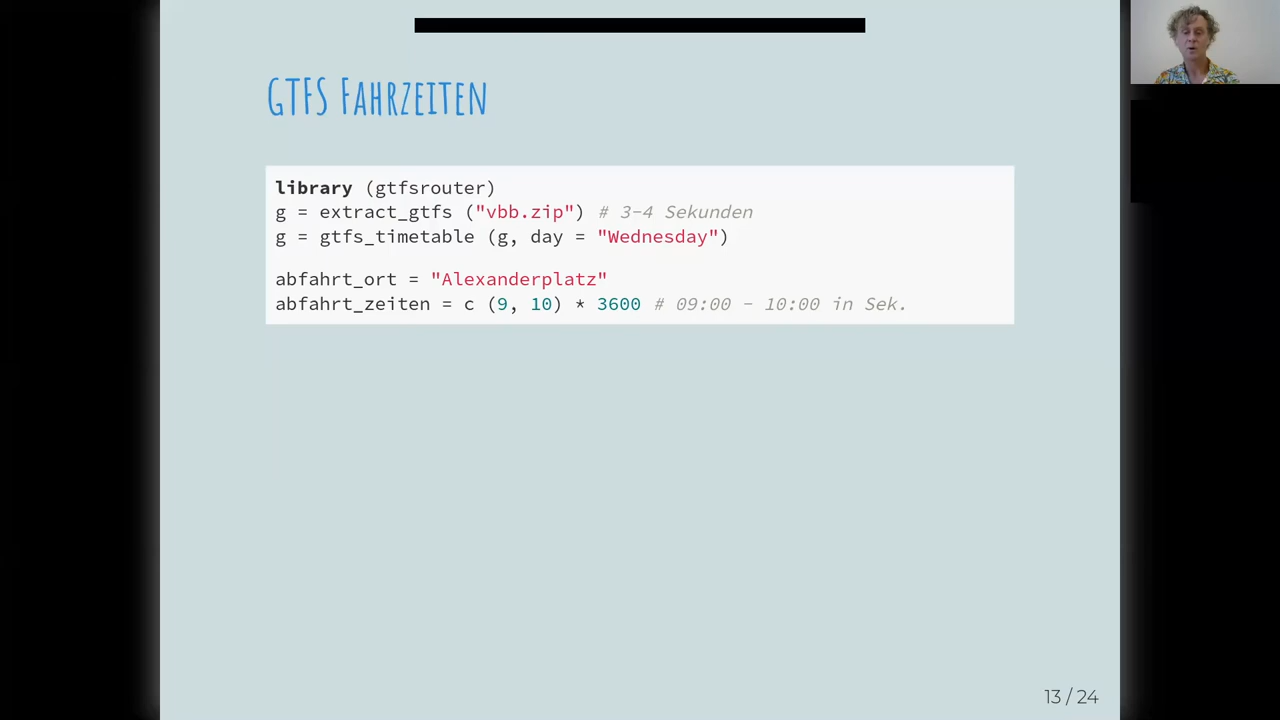 GTFS FAHRZEITEN
library (gtfsrouter)
g = extract_gtfs ("vbb.zip") # 3-4 Sekunden
g = gtfs_timetable (g, day = "Wednesday")
abfahrt_ort = "Alexanderplatz"
abfahrt_zeiten = c (9, 10) * 3600 # 09:00 - 10:00 in Sek.
13 / 24